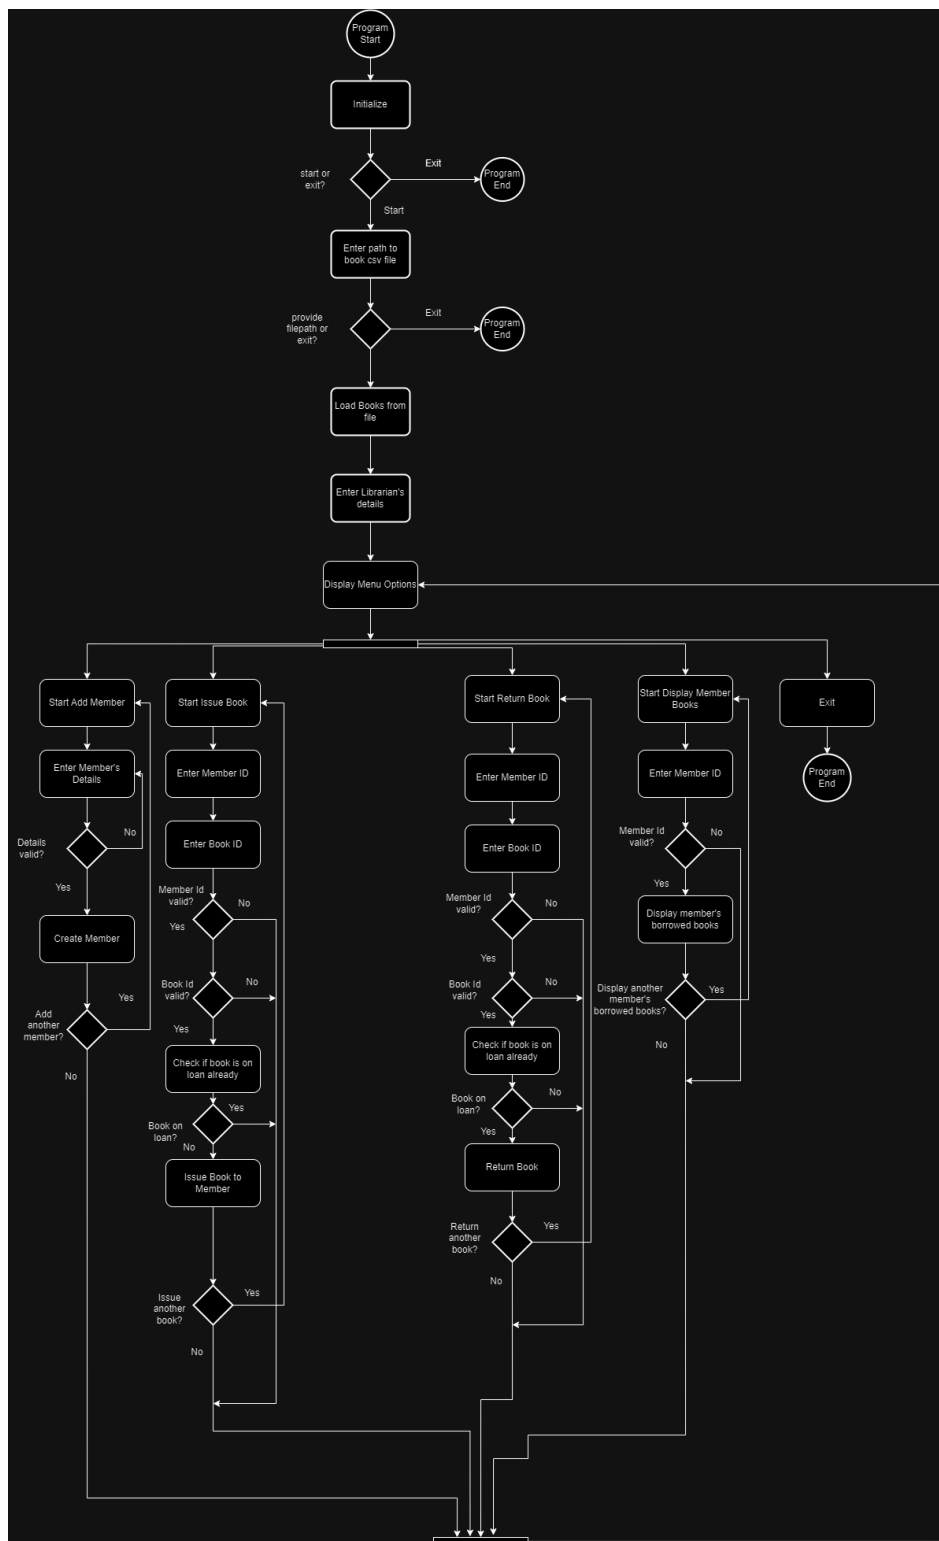 Program
Start
Initialize
start or
exit?
Exit
Program
End
Start
Enter path to
book csv file
provide
filepath or
exit?
Exit
Program
End
Load Books from
file
Enter Librarian's
details
Display Menu Options
Start Add Member
Enter Member's
Details
Details
valid?
No
Yes
Create Member
Add
another
member?
Yes
No
Start Issue Book
Enter Member ID
Enter Book ID
Member Id
valid?
No
Yes
Book Id
valid?
No
Yes
Check if book is on
loan already
Book on
loan?
Yes
No
Issue Book to
Member
Issue
another
book?
Yes
No
Start Return Book
Enter Member ID
Enter Book ID
Member Id
valid?
No
Yes
Book Id
valid?
No
Yes
Check if book is on
loan already
Book on
loan?
No
Yes
Return Book
Return
another
book?
Yes
No
Start Display Member
Books
Enter Member ID
Member Id
valid?
No
Yes
Display member's
borrowed books
Display another
member's
borrowed books?
Yes
No
Exit
Program
End